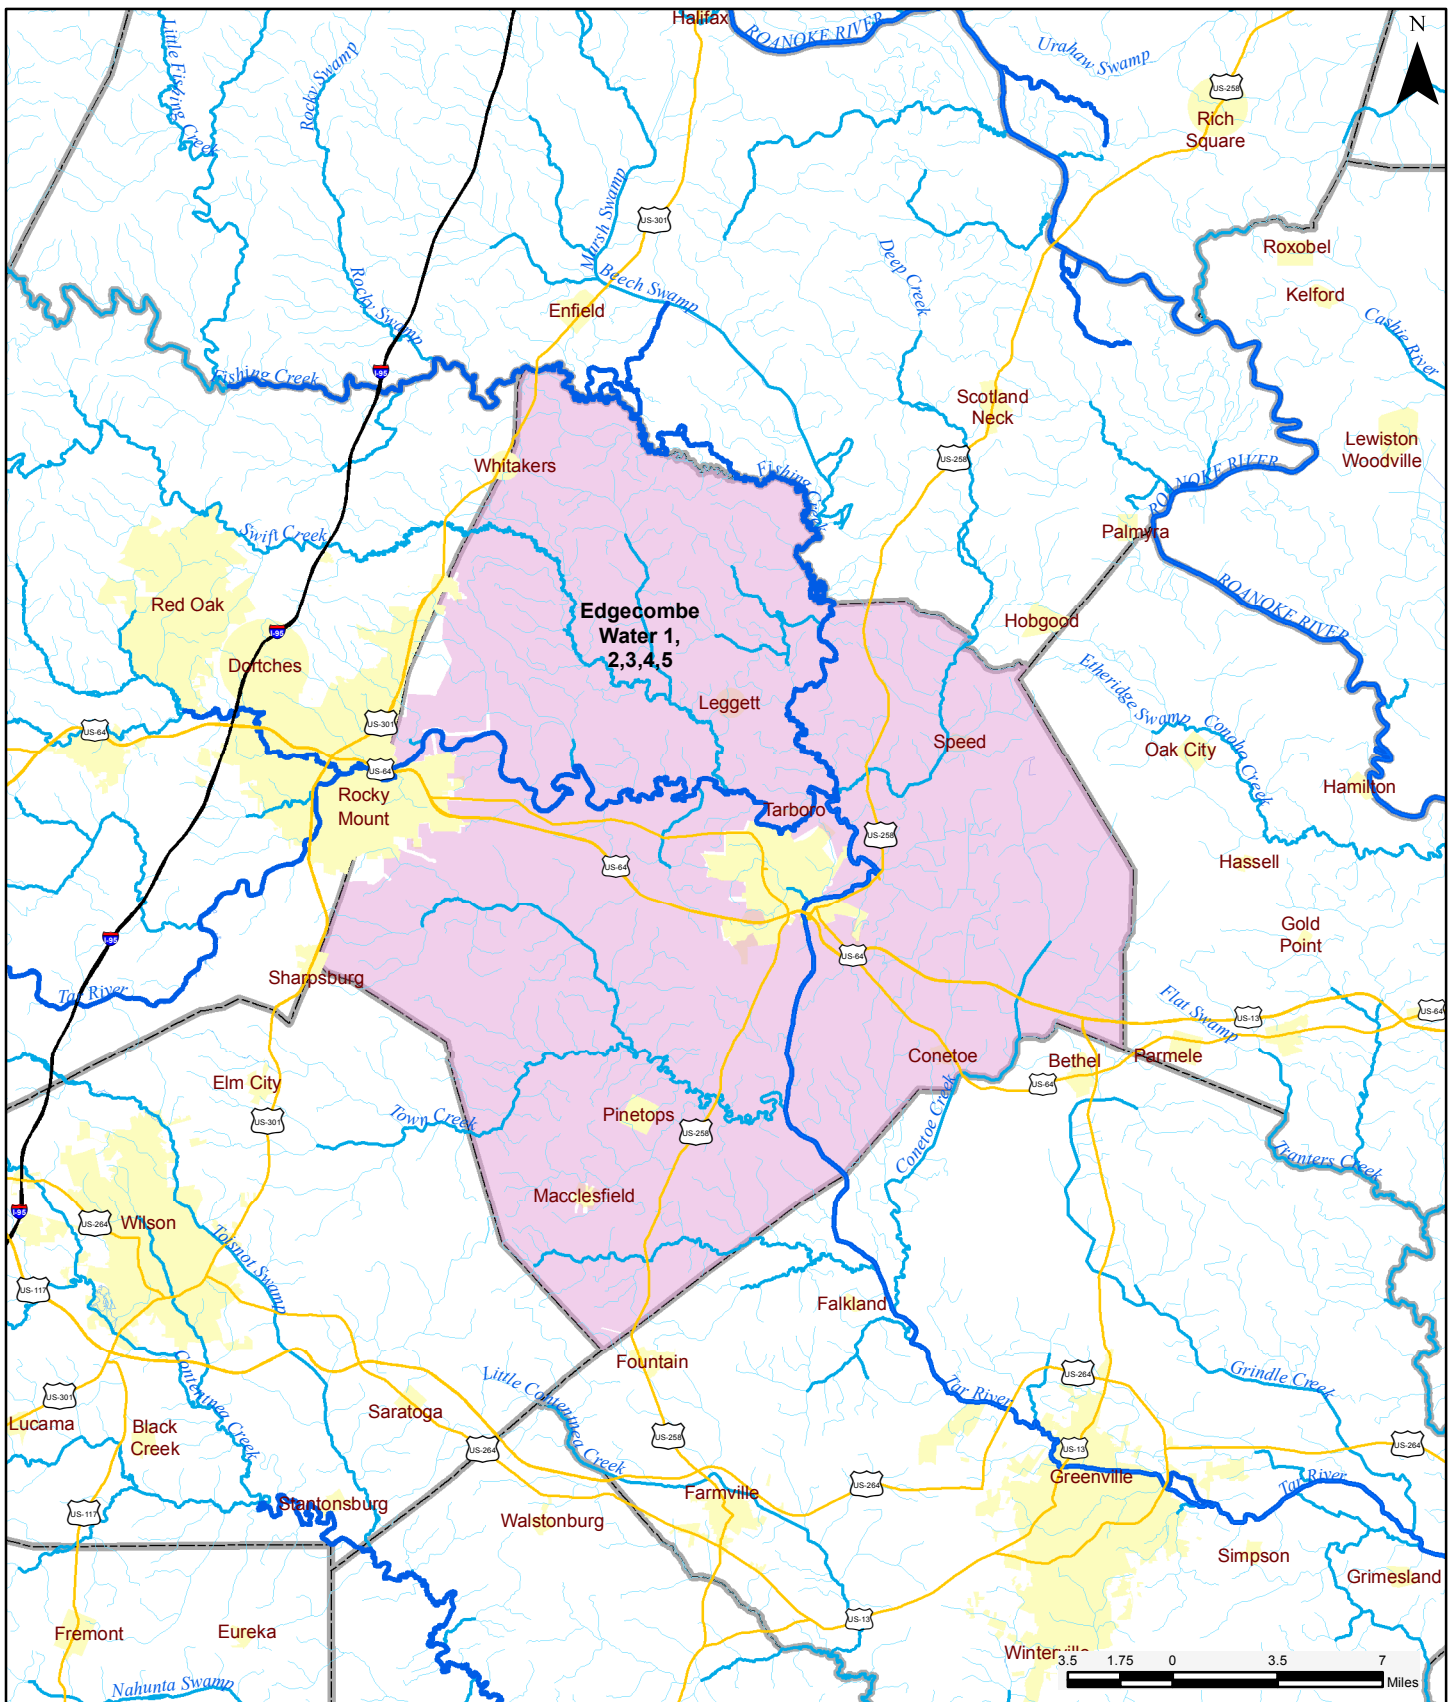 Halifax
ROANOKE RIVER
N
Little Fishing Creek
Rocky Swamp
Urahaw Swamp
US-258
Rich
Square
US-301
Marsh Swamp
Deep Creek
Roxobel
Beech Swamp
Rocky Swamp
Kelford
Enfield
Cashie River
Fishing Creek
I-95
Scotland
Neck
Lewiston
Woodville
Whitakers
US-258
Fishing Creek
ROANOKE RIVER
Swift Creek
Palmyra
Red Oak
Edgecombe
Water 1,
2,3,4,5
ROANOKE RIVER
Hobgood
I-95
Dortches
Etheridge Swamp
Leggett
US-301
US-64
Conoho Creek
Speed
Oak City
US-64
Hamilton
Rocky
Mount
Tarboro
US-258
US-64
Hassell
Gold
Point
I-95
US-64
Sharpsburg
Tar River
Flat Swamp
US-13
US-64
Conetoe
Bethel
Parmele
Elm City
US-64
Town Creek
Pinetops
US-301
US-258
Conetoe Creek
Tranters Creek
Macclesfield
I-95
US-264
Wilson
Toisnot Swamp
US-117
Falkland
Contentnea Creek
Fountain
Little Contentnea Creek
Tar River
US-264
Grindle Creek
US-301
Lucama
Black
Creek
Saratoga
US-264
US-258
US-13
US-264
Greenville
US-264
Farmville
Tar River
Stantonsburg
US-117
Walstonburg
Simpson
Grimesland
US-13
Fremont
Eureka
Winterville
3.5 1.75 0 3.5 7
Miles
Nahunta Swamp